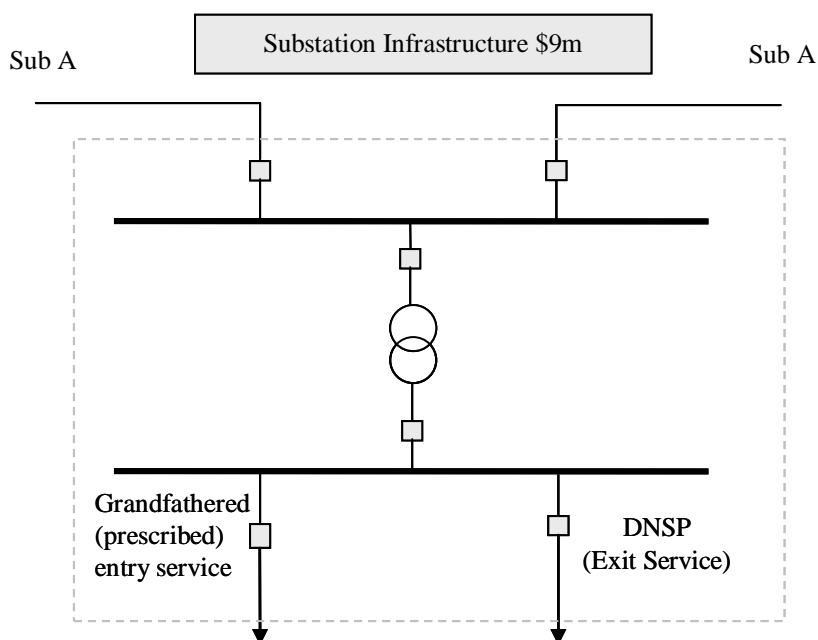 Substation Infrastructure $9m
Sub A
Sub A
Grandfathered
(prescribed)
entry service
DNSP
(Exit Service)